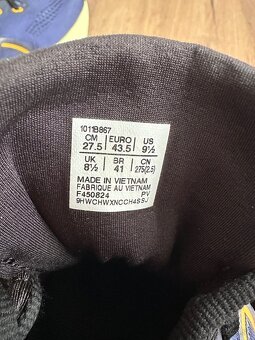 1011B867
CM EURO US
27.5 43.5 9½
UK BR CN
8½ 41 275(2.5)
MADE IN VIETNAM
FABRIQUE AU VIETNAM
F450824 PV
9HWCHWXNCCH4SSJ